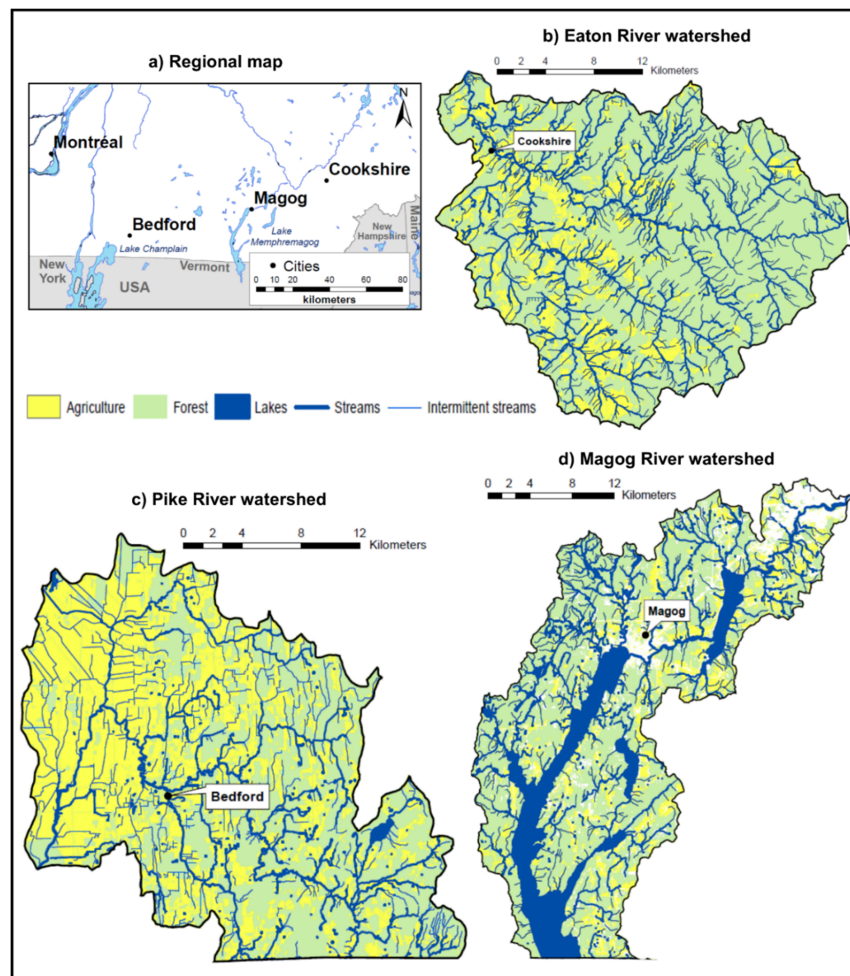 a) Regional map
N
Montréal
Cookshire
Magog
Bedford
Lake
Memphremagog
Lake Champlain
New
York
Vermont
USA
New
Hampshire
Maine
Cities
0 10 20 40 60 80
kilometers
b) Eaton River watershed
0 2 4 8 12
Kilometers
Cookshire
Agriculture Forest Lakes Streams Intermittent streams
c) Pike River watershed
0 2 4 8 12
Kilometers
Bedford
d) Magog River watershed
0 2 4 8 12
Kilometers
Magog